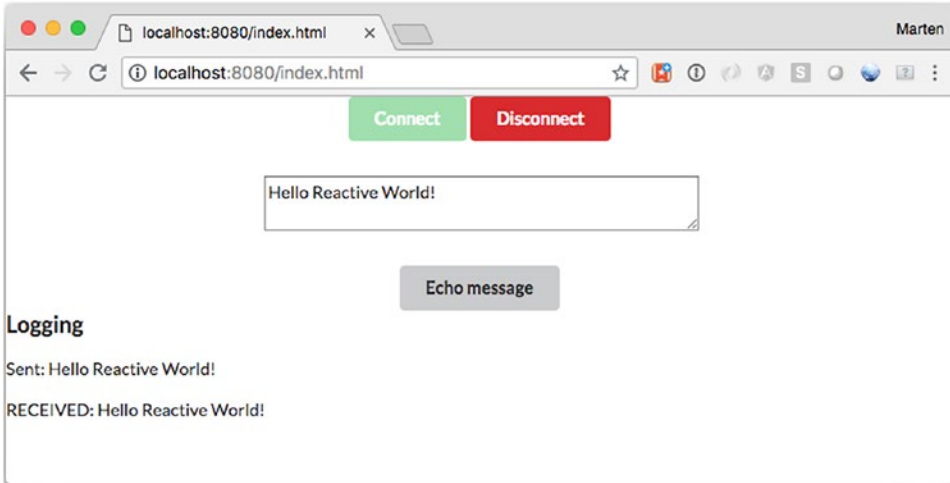 localhost:8080/index.html
Marten
localhost:8080/index.html
Connect
Disconnect
Hello Reactive World!
Echo message
Logging
Sent: Hello Reactive World!
RECEIVED: Hello Reactive World!